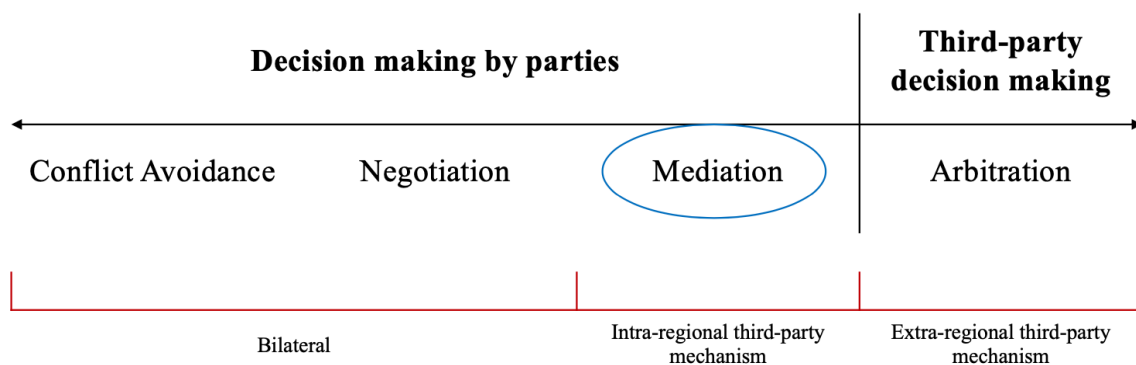 Decision making by parties
Third-party
decision making
Conflict Avoidance
Negotiation
Mediation
Arbitration
Bilateral
Intra-regional third-party
mechanism
Extra-regional third-party
mechanism